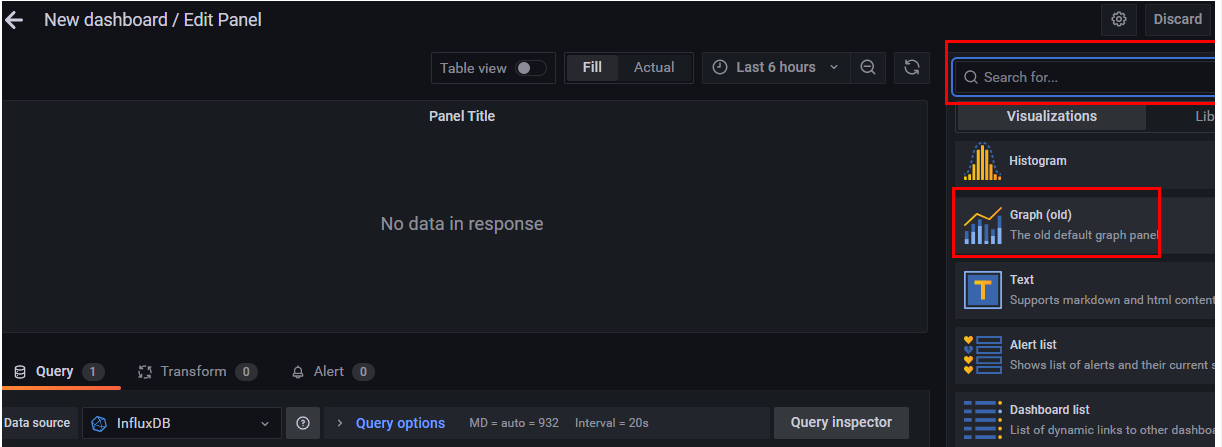 New dashboard / Edit Panel
Discard
Table view
Fill
Actual
Last 6 hours
Search for...
Visualizations
Lib
Panel Title
No data in response
Histogram
Graph (old)
The old default graph panel
Text
Supports markdown and html content
Alert list
Shows list of alerts and their current s
Dashboard list
List of dynamic links to other dashboa
Query 1
Transform 0
Alert 0
Data source
InfluxDB
Query options
MD = auto = 932
Interval = 20s
Query inspector